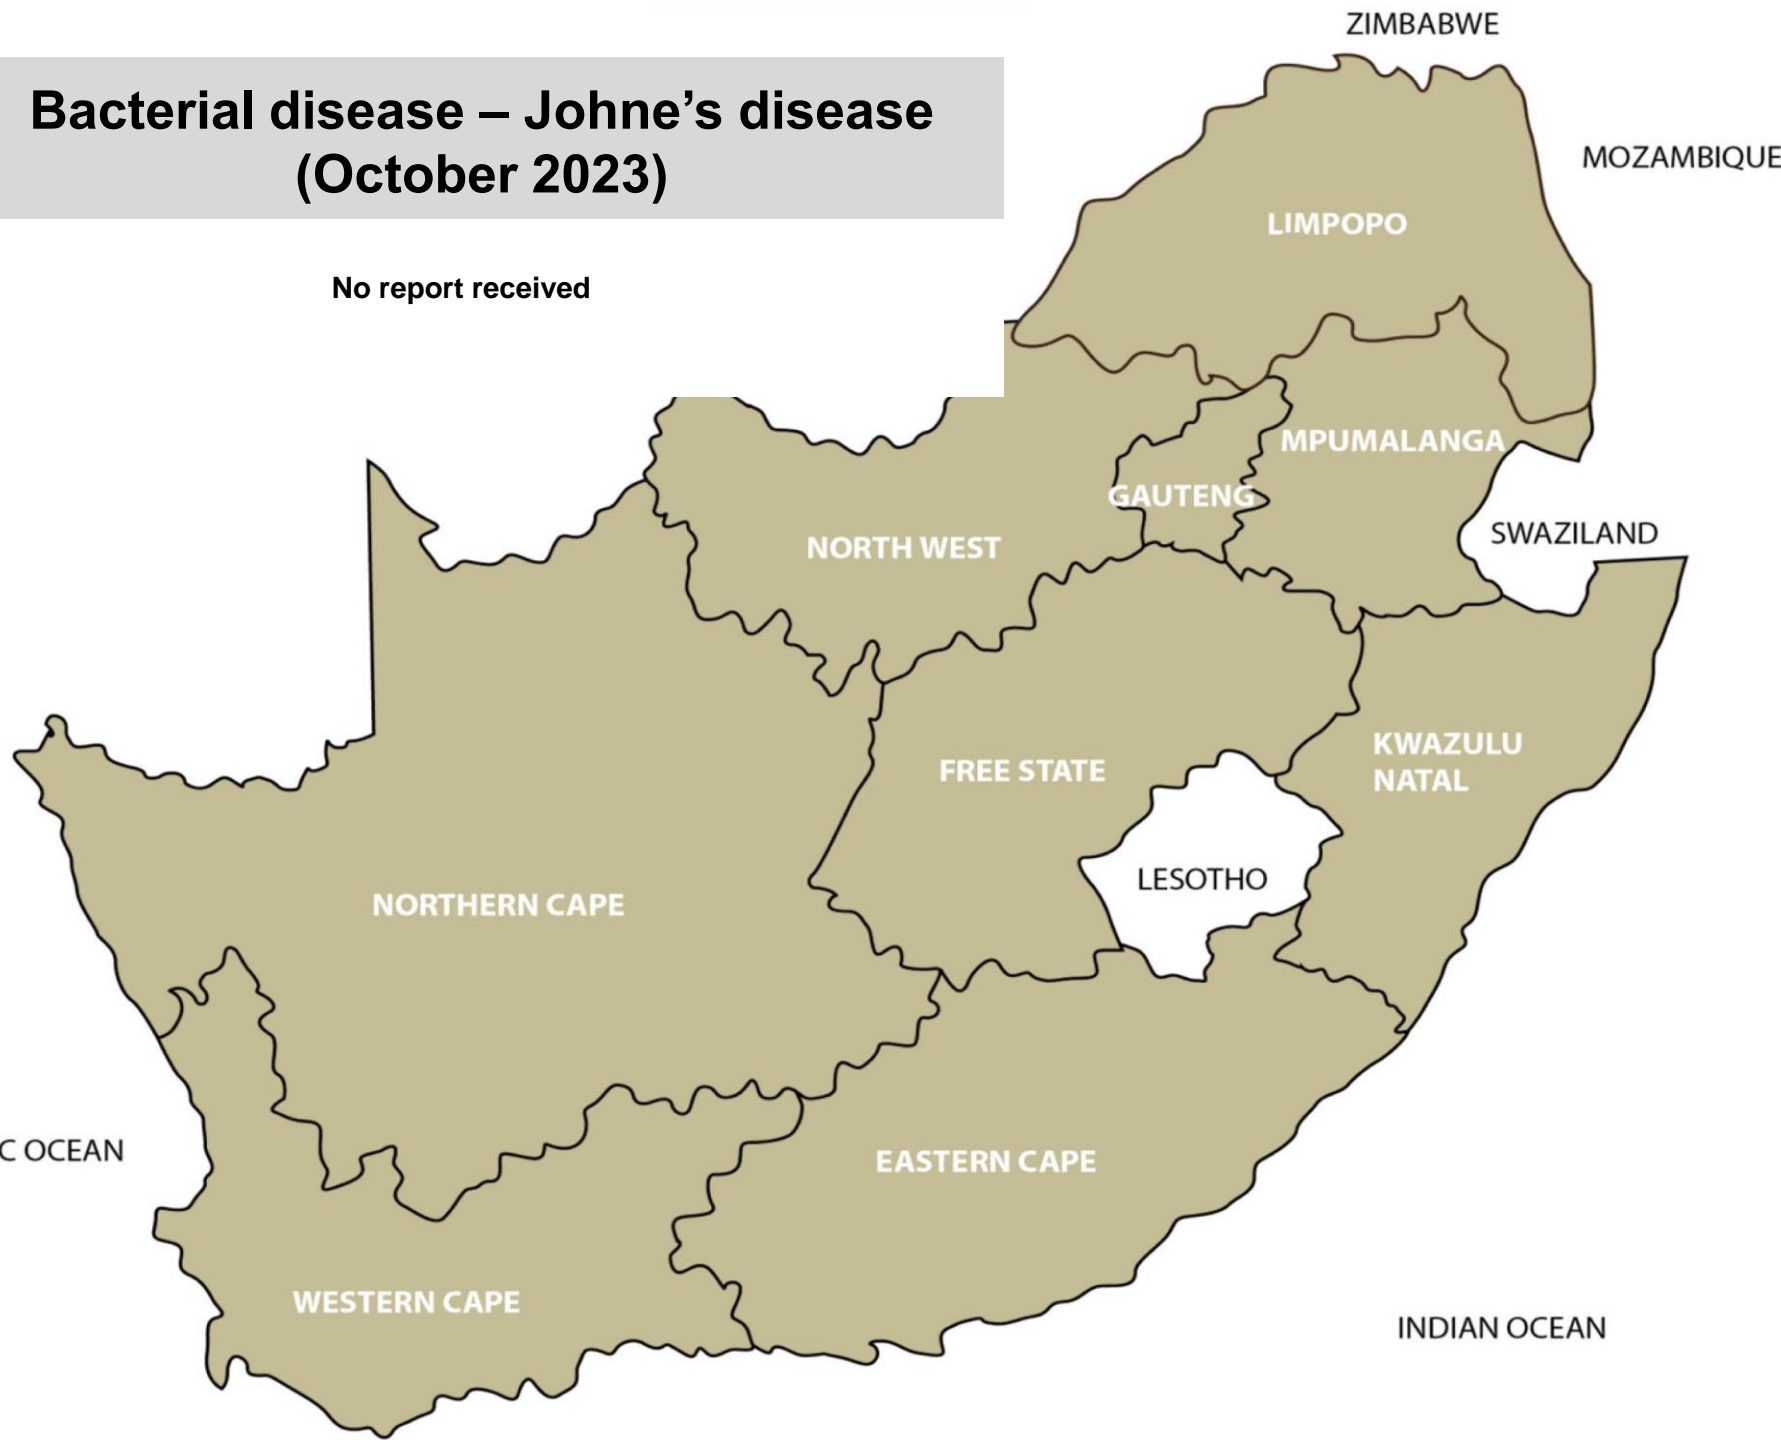 ZIMBABWE
Bacterial disease – Johne’s disease
(October 2023)
MOZAMBIQUE
LIMPOPO
No report received
MPUMALANGA
GAUTENG
SWAZILAND
NORTH WEST
KWAZULU
NATAL
FREE STATE
LESOTHO
NORTHERN CAPE
C OCEAN
EASTERN CAPE
WESTERN CAPE
INDIAN OCEAN